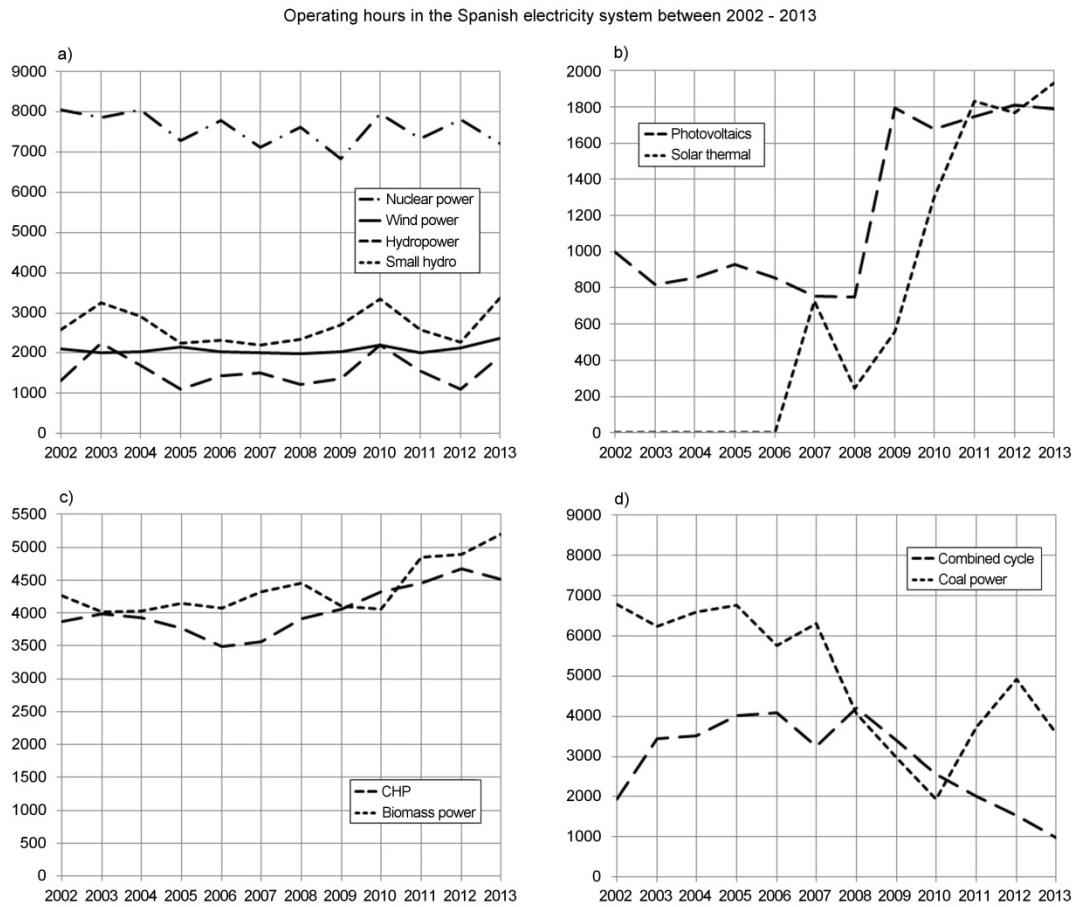 Operating hours in the Spanish electricity system between 2002 - 2013
a)
9000
8000
7000
6000
5000
4000
3000
2000
1000
0
Nuclear power
Wind power
Hydropower
Small hydro
2002 2003 2004 2005 2006 2007 2008 2009 2010 2011 2012 2013
b)
2000
1800
1600
1400
1200
1000
800
600
400
200
0
Photovoltaics
Solar thermal
2002 2003 2004 2005 2006 2007 2008 2009 2010 2011 2012 2013
c)
5500
5000
4500
4000
3500
3000
2500
2000
1500
1000
500
0
CHP
Biomass power
2002 2003 2004 2005 2006 2007 2008 2009 2010 2011 2012 2013
d)
9000
8000
7000
6000
5000
4000
3000
2000
1000
0
Combined cycle
Coal power
2002 2003 2004 2005 2006 2007 2008 2009 2010 2011 2012 2013